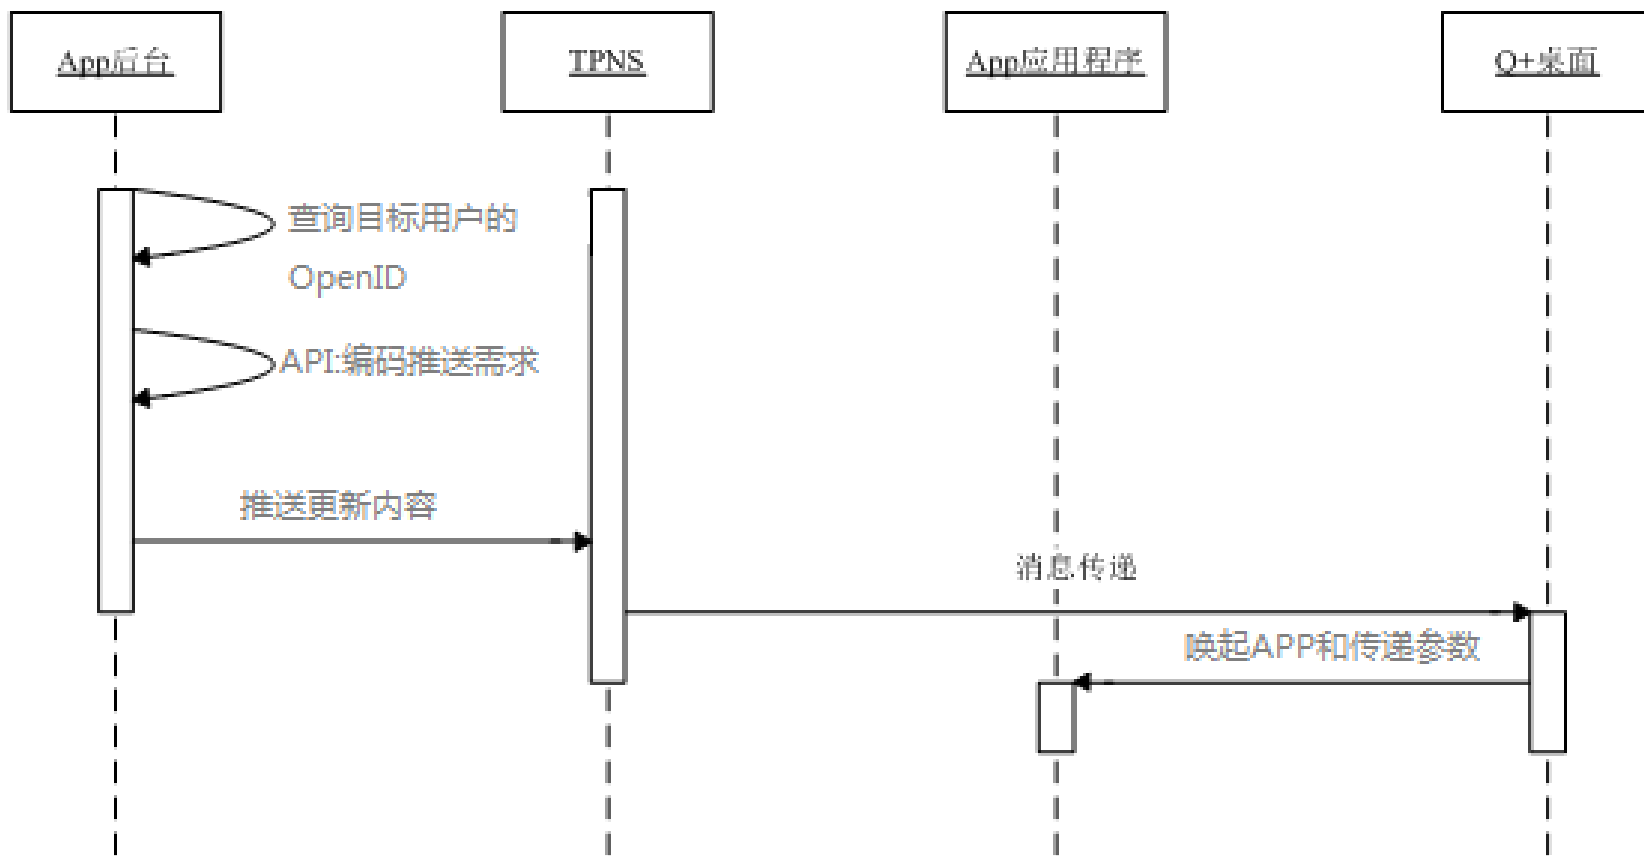 App后台
TPNS
App应用程序
Q+桌面
查询目标用户的
OpenID
API:编码推送需求
推送更新内容
消息传递
唤起APP和传递参数